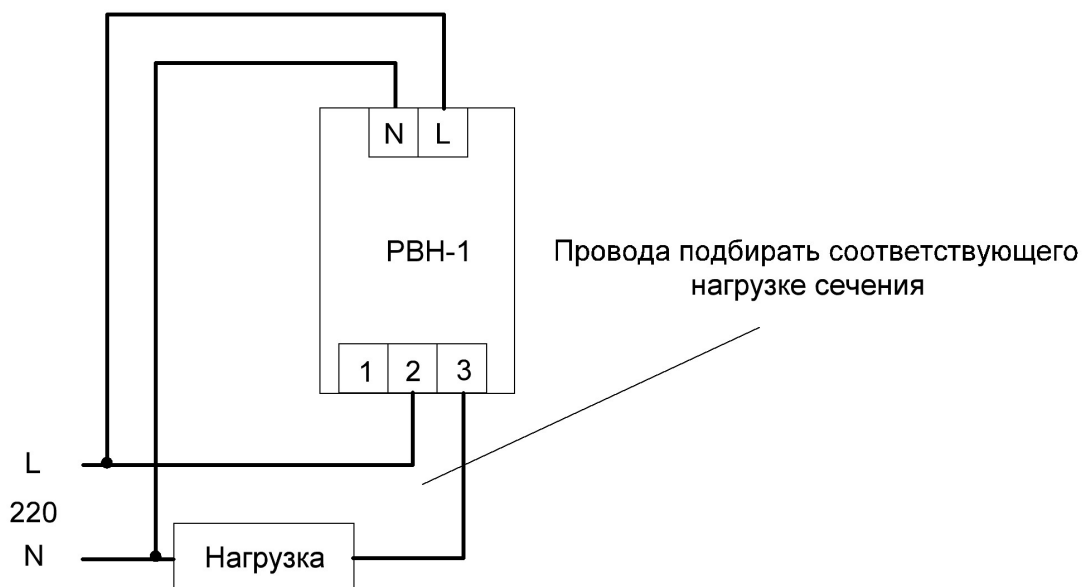 N L
РВН-1
Провода подбирать соответствующего
нагрузке сечения
1 2 3
L
220
N
Нагрузка